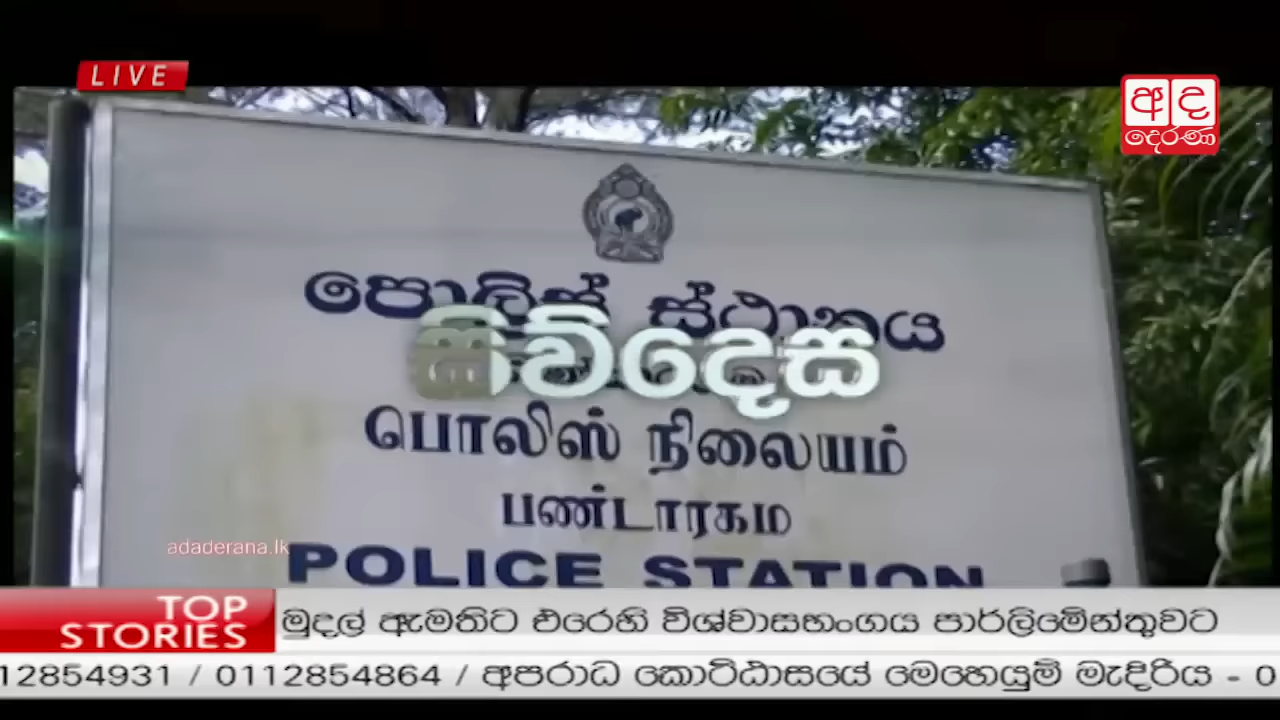 LIVE
අද
දෙරණ
පොලිස් ස්ථානය
සිව්දෙස
பொலிஸ் நிலையம்
பண்டாரகம
adaderana.lk
POLICE STATION
TOP STORIES
මුදල් ඇමතිට එරෙහි විශ්වාසභංගය පාර්ලිමේන්තුවට
12854931 / 0112854864 / අපරාධ කොට්ඨාසයේ මෙහෙයුම් මැදිරිය - 0